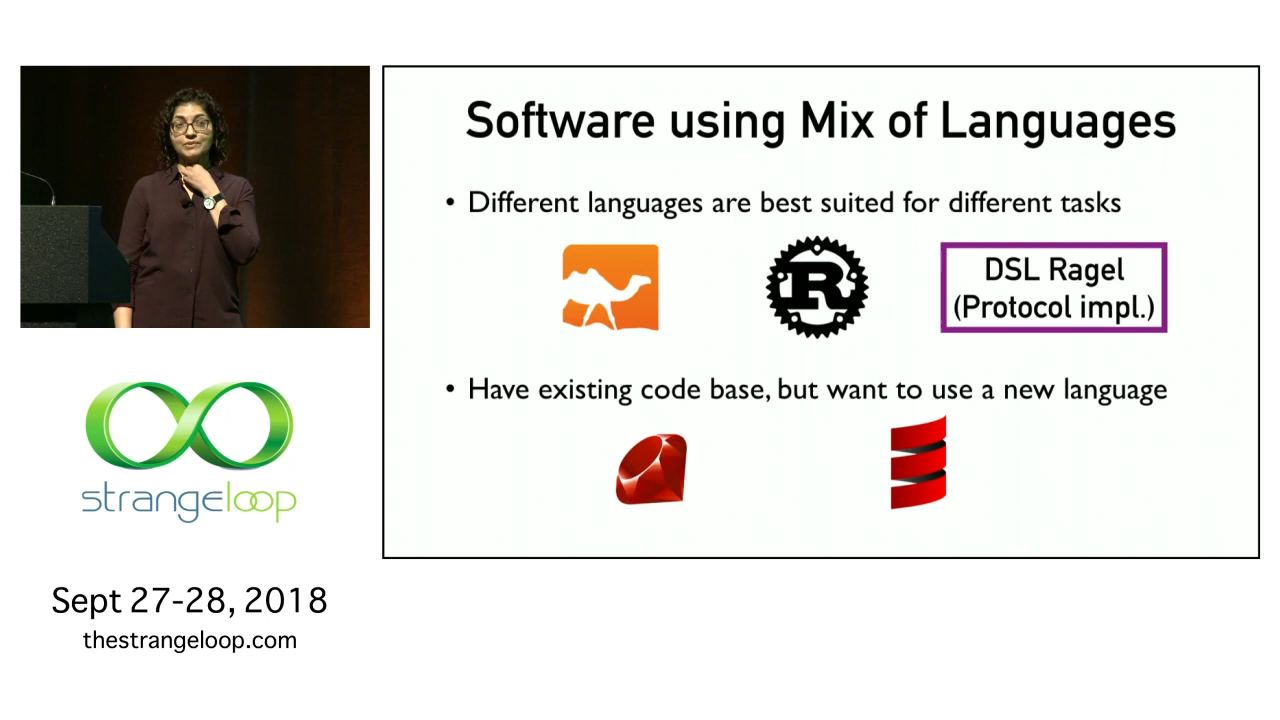 Software using Mix of Languages
• Different languages are best suited for different tasks
R
DSL Ragel
(Protocol impl.)
• Have existing code base, but want to use a new language
strangeloop
Sept 27-28, 2018
thestrangeloop.com